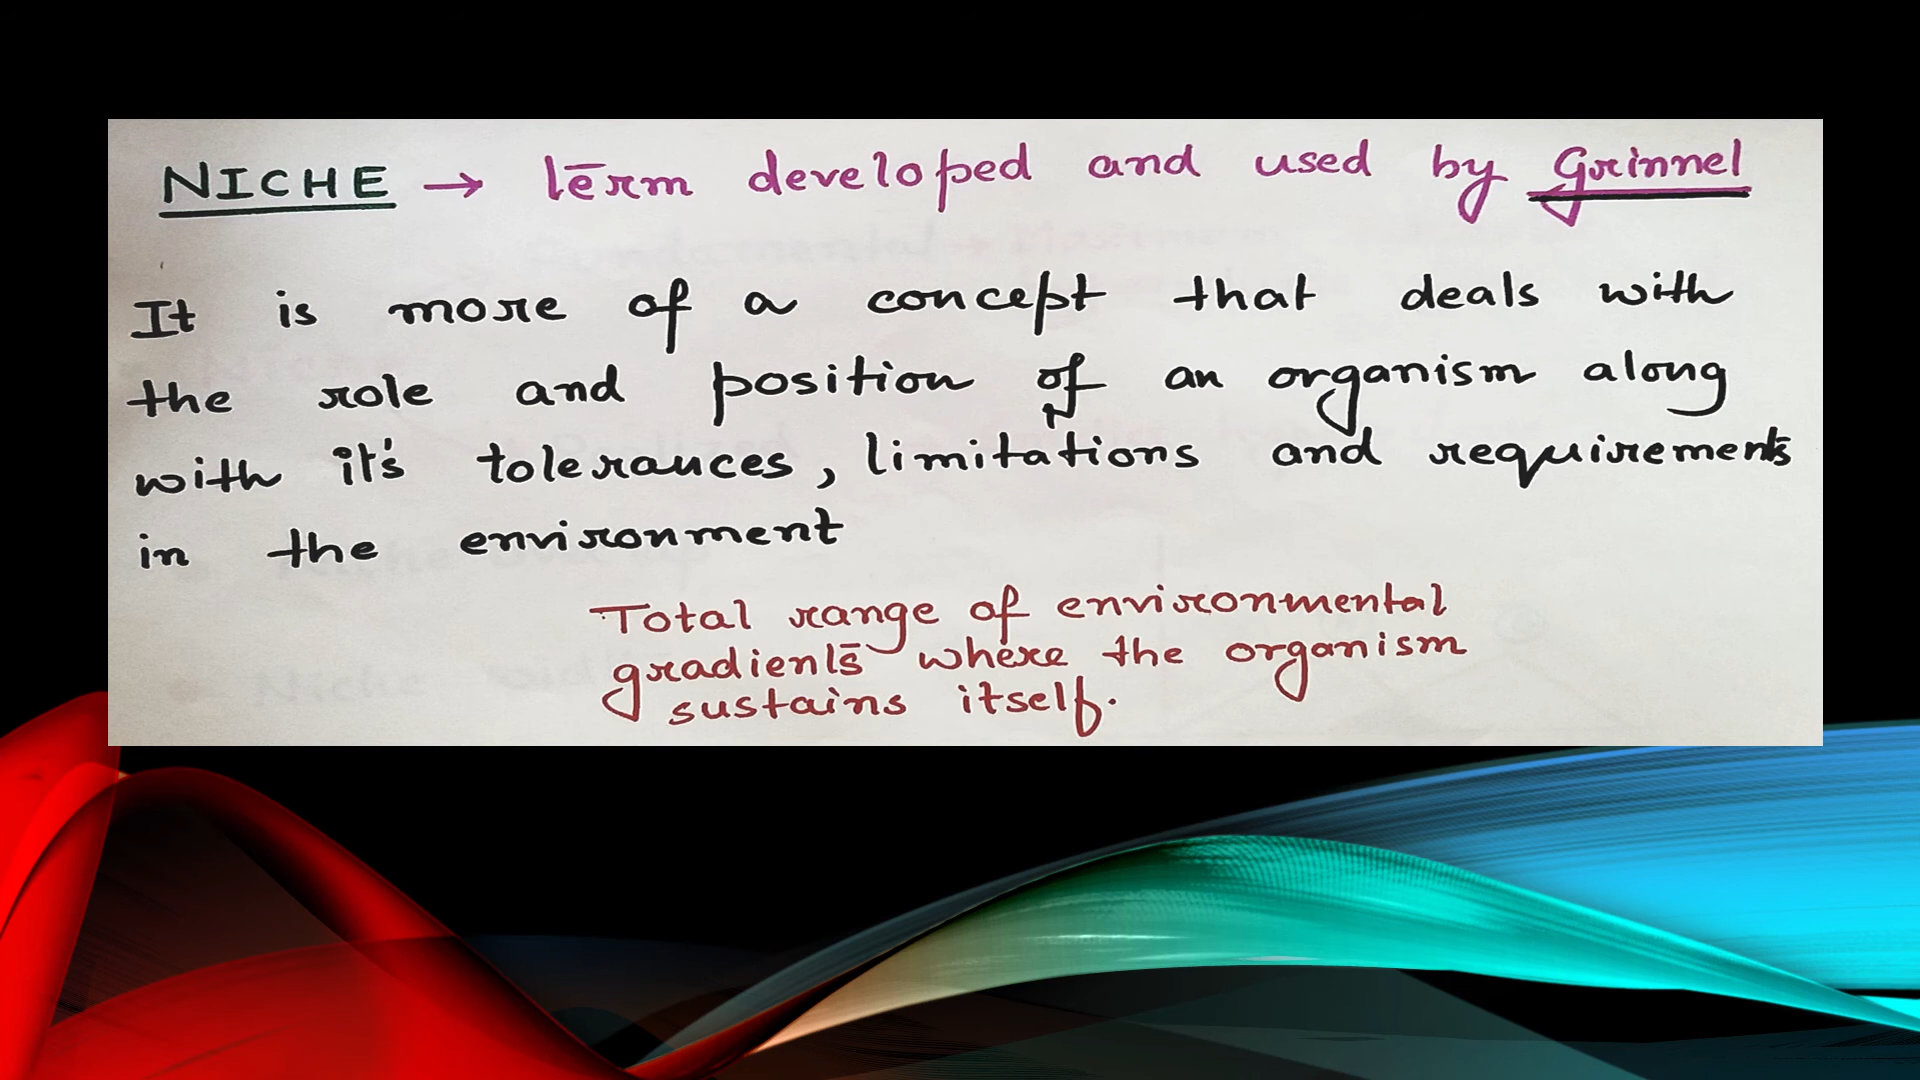 NICHE → term developed and used by Grinnel
It is more of a concept that deals with
the role and position of an organism along
with it's tolerances, limitations and requirements
in the environment
Total range of environmental
gradients where the organism
sustains itself.